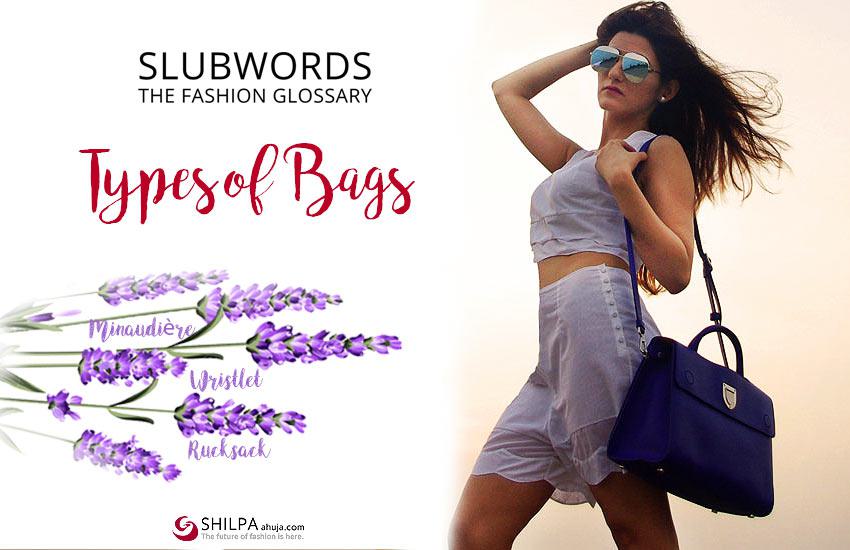 SLUBWORDS
THE FASHION GLOSSARY
Types of Bags
Minaudière
Wristlet
Rucksack
SHILPA ahuja.com
The future of fashion is here.